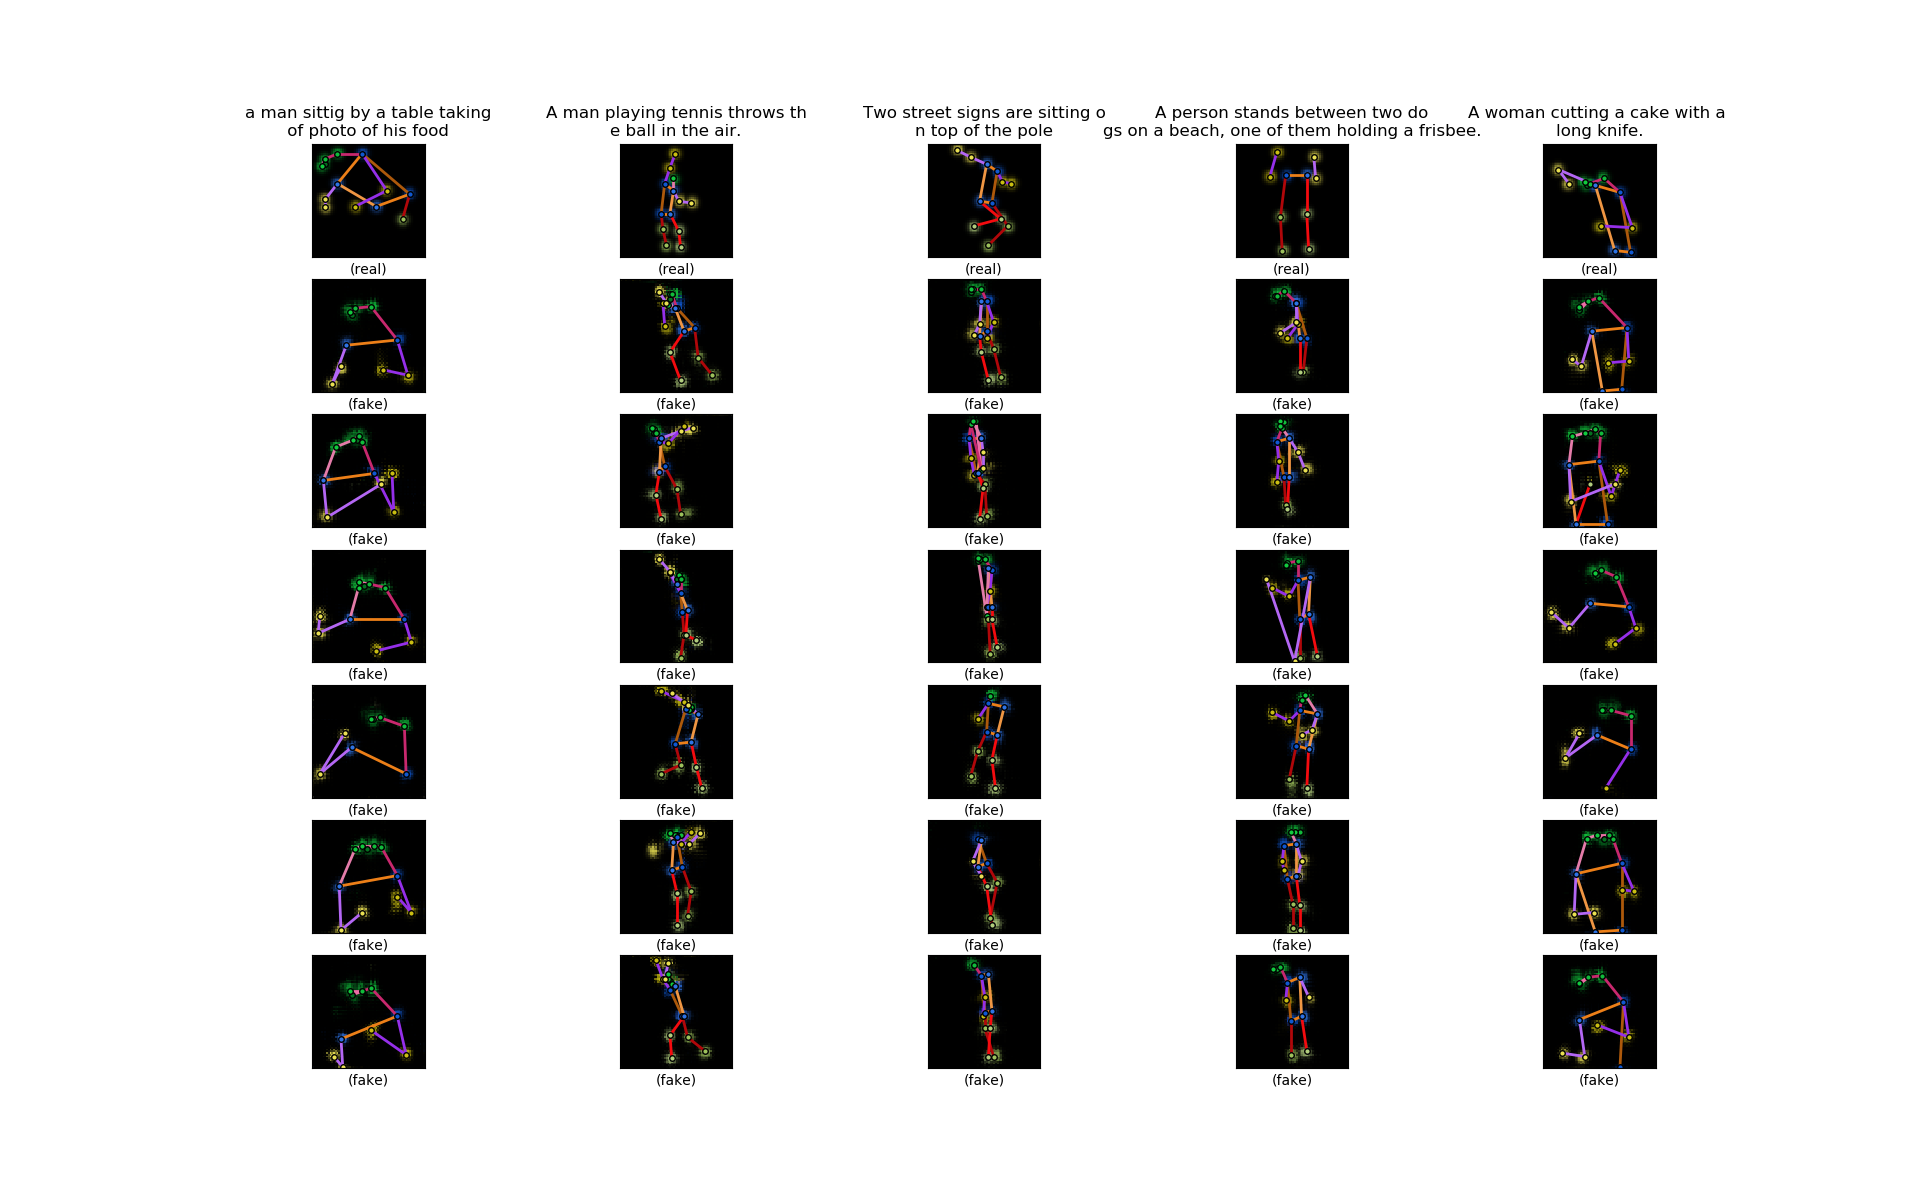 a man sittig by a table taking
of photo of his food
A man playing tennis throws th
e ball in the air.
Two street signs are sitting o
n top of the pole
A person stands between two do
gs on a beach, one of them holding a frisbee.
A woman cutting a cake with a
long knife.
(real) (real) (real) (real) (real)
(fake) (fake) (fake) (fake) (fake)
(fake) (fake) (fake) (fake) (fake)
(fake) (fake) (fake) (fake) (fake)
(fake) (fake) (fake) (fake) (fake)
(fake) (fake) (fake) (fake) (fake)
(fake) (fake) (fake) (fake) (fake)